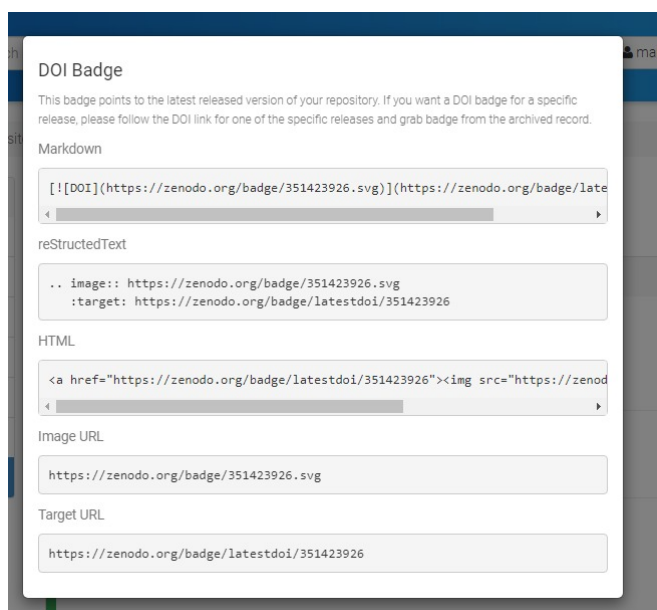 ch
ma
DOI Badge
This badge points to the latest released version of your repository. If you want a DOI badge for a specific
release, please follow the DOI link for one of the specific releases and grab badge from the archived record.
sit
Markdown
[![DOI](https://zenodo.org/badge/351423926.svg)](https://zenodo.org/badge/late
reStructedText
.. image:: https://zenodo.org/badge/351423926.svg
:target: https://zenodo.org/badge/latestdoi/351423926
HTML
<a href="https://zenodo.org/badge/latestdoi/351423926"><img src="https://zenod
Image URL
https://zenodo.org/badge/351423926.svg
Target URL
https://zenodo.org/badge/latestdoi/351423926